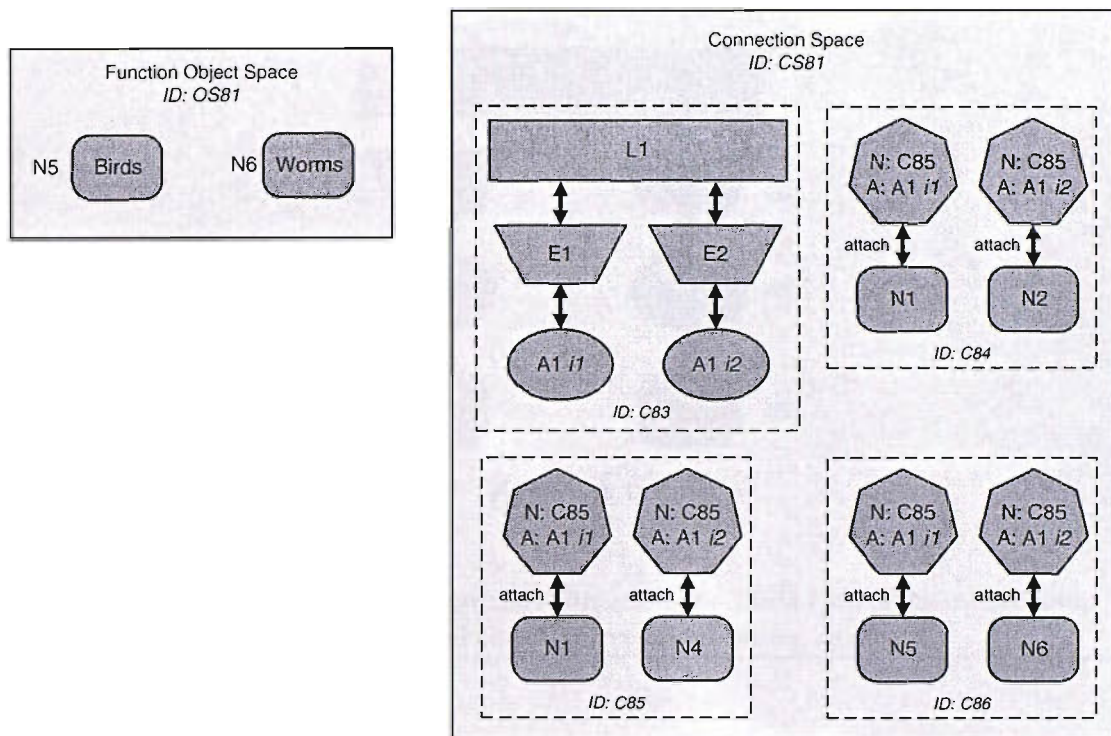 Function Object Space
ID: OS81
N5
Birds
N6
Worms
Connection Space
ID: CS81
L1
E1
E2
A1 i1
A1 i2
ID: C83
N: C85
A: A1 i1
N: C85
A: A1 i2
attach
attach
N1
N2
ID: C84
N: C85
A: A1 i1
N: C85
A: A1 i2
attach
attach
N1
N4
ID: C85
N: C85
A: A1 i1
N: C85
A: A1 i2
attach
attach
N5
N6
ID: C86